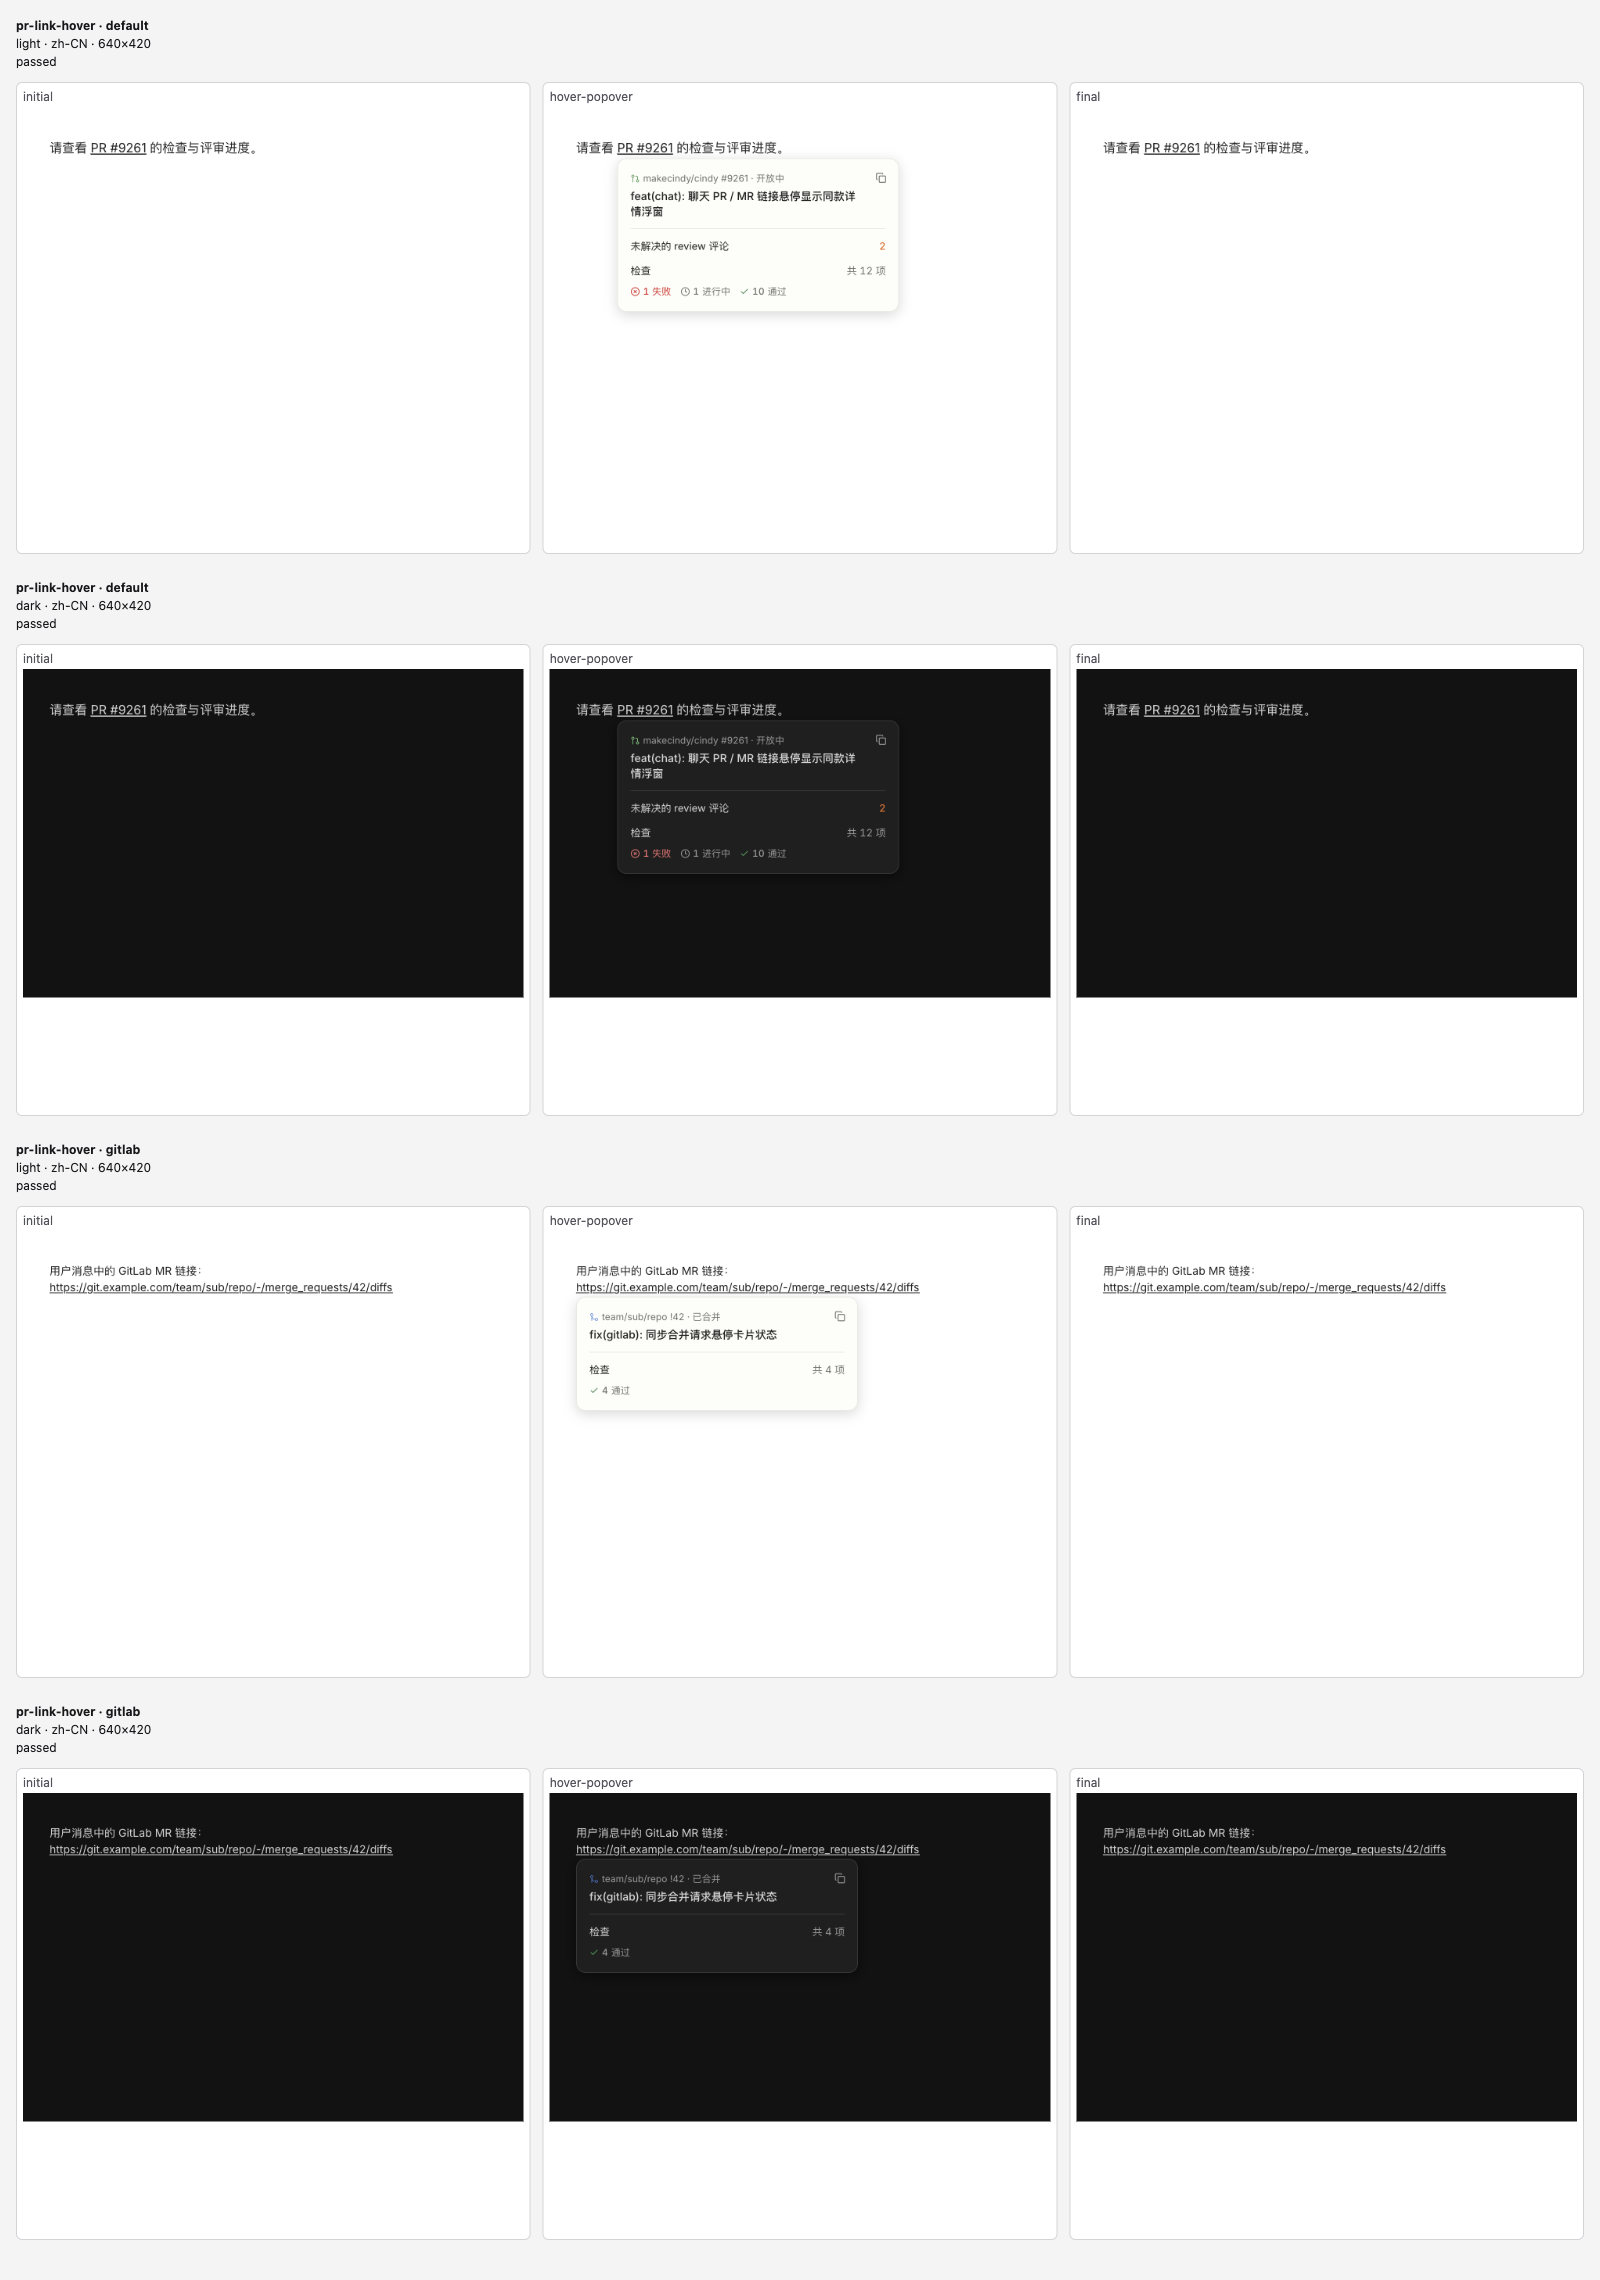 pr-link-hover · default
light · zh-CN · 640×420
passed
initial
请查看 PR #9261 的检查与评审进度。
hover-popover
请查看 PR #9261 的检查与评审进度。
makecindy/cindy #9261 · 开放中
feat(chat): 聊天 PR / MR 链接悬停显示同款详
情浮窗
未解决的 review 评论 2
检查 共 12 项
1 失败 1 进行中 10 通过
final
请查看 PR #9261 的检查与评审进度。
pr-link-hover · default
dark · zh-CN · 640×420
passed
initial
请查看 PR #9261 的检查与评审进度。
hover-popover
请查看 PR #9261 的检查与评审进度。
makecindy/cindy #9261 · 开放中
feat(chat): 聊天 PR / MR 链接悬停显示同款详
情浮窗
未解决的 review 评论 2
检查 共 12 项
1 失败 1 进行中 10 通过
final
请查看 PR #9261 的检查与评审进度。
pr-link-hover · gitlab
light · zh-CN · 640×420
passed
initial
用户消息中的 GitLab MR 链接：
https://git.example.com/team/sub/repo/-/merge_requests/42/diffs
hover-popover
用户消息中的 GitLab MR 链接：
https://git.example.com/team/sub/repo/-/merge_requests/42/diffs
team/sub/repo !42 · 已合并
fix(gitlab): 同步合并请求悬停卡片状态
检查 共 4 项
4 通过
final
用户消息中的 GitLab MR 链接：
https://git.example.com/team/sub/repo/-/merge_requests/42/diffs
pr-link-hover · gitlab
dark · zh-CN · 640×420
passed
initial
用户消息中的 GitLab MR 链接：
https://git.example.com/team/sub/repo/-/merge_requests/42/diffs
hover-popover
用户消息中的 GitLab MR 链接：
https://git.example.com/team/sub/repo/-/merge_requests/42/diffs
team/sub/repo !42 · 已合并
fix(gitlab): 同步合并请求悬停卡片状态
检查 共 4 项
4 通过
final
用户消息中的 GitLab MR 链接：
https://git.example.com/team/sub/repo/-/merge_requests/42/diffs